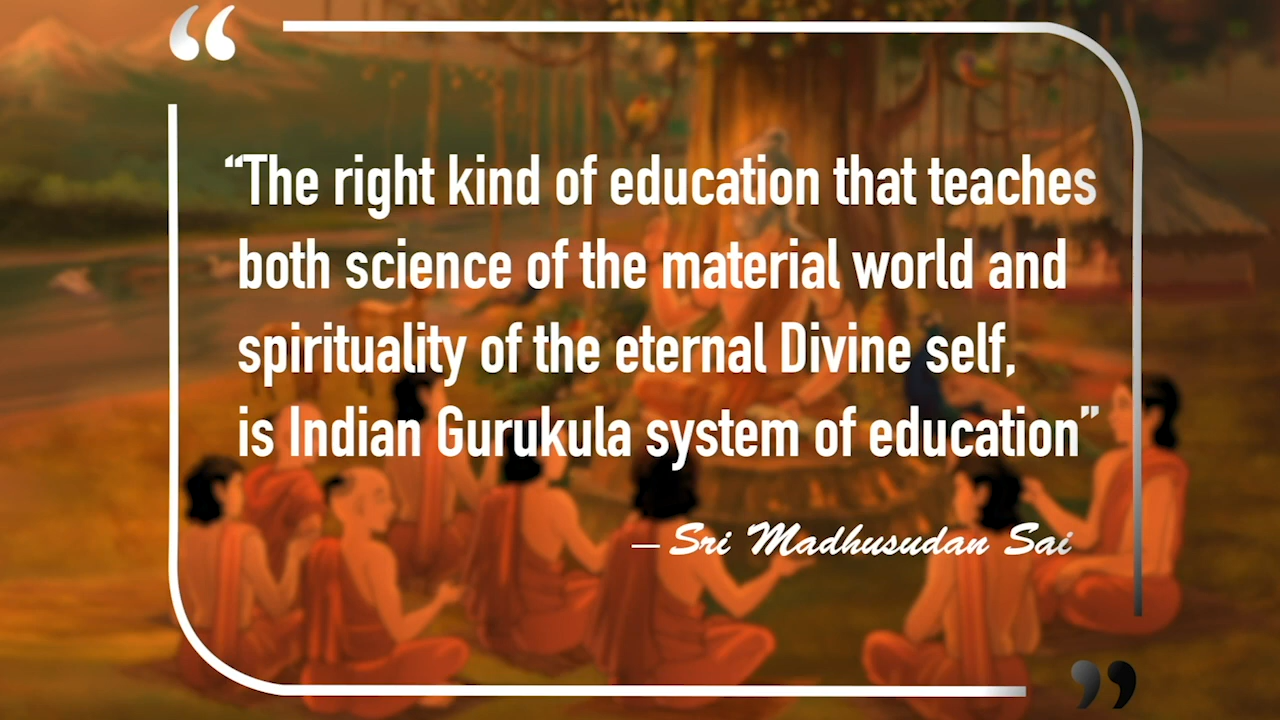 “The right kind of education that teaches
both science of the material world and
spirituality of the eternal Divine self,
is Indian Gurukula system of education”
– Sri Madhusudan Sai